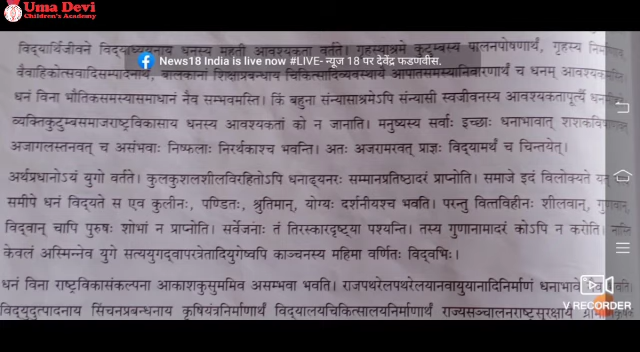 Uma Devi
Children's Academy
विद्यार्थिजीवने विद्याध्ययनाय धनस्य महती आवश्यकता वर्तते। गृहस्थाश्रमे कुटुम्बस्य पालनपोषणार्थं, गृहस्य
News18 India is live now #LIVE- न्यूज 18 पर देवेंद्र फडणवीस.
वैवाहिकोत्सवादिसम्पादनार्थं, बालकानां शिक्षाप्रबन्धाय चिकित्सादिव्यवस्थार्थं आपातसमस्यानिवारणार्थं च धनम्
धनं विना भौतिकसमस्यासमाधानं नैव सम्भवमस्ति। किं बहुना संन्यासाश्रमेऽपि संन्यासी स्वजीवनस्य आवश्यकतापूर्त्यै
व्यक्तिकुटुम्बसमाजराष्ट्रविकासाय धनस्य आवश्यकतां को न जानाति। मनुष्यस्य सर्वाः इच्छाः धनाभावात्
अजागलस्तनवत् च असंभवाः निष्फलाः निरर्थकाश्च भवन्ति। अतः अजरामरवत् प्राज्ञः विद्यामर्थं च चिन्तयेत्।
अर्थप्रधानोऽयं युगो वर्तते। कुलकुशलशीलविरहितोऽपि धनाढ्यनरः सम्मानप्रतिष्ठादरं प्राप्नोति। समाजे इदं विलोक्यते
समीपे धनं विद्यते स एव कुलीनः, पण्डितः, श्रुतिमान्, योग्यः दर्शनीयश्च भवति। परन्तु वित्तविहीनः शीलवान्,
विद्वान् चापि पुरुषः शोभां न प्राप्नोति। सर्वेजनाः तं तिरस्कारदृष्ट्या पश्यन्ति। तस्य गुणानामादरं कोऽपि न करोति।
केवलं अस्मिन्नेव युगे सत्ययुगद्वापरत्रेतादियुगेष्वपि काञ्चनस्य महिमा वर्णितः विद्वभिः।
धनं विना राष्ट्रविकाससंकल्पना आकाशकुसुममिव असम्भवा भवति। राजपथरेलपथरेलयानवायुयानादिनिर्माणं
V RECORDER
विद्युदुत्पादनाय सिंचनप्रबन्धनाय कृषियंत्रनिर्माणार्थं विद्यालयचिकित्सालयनिर्माणार्थं राज्यसञ्चालनराष्ट्रसुरक्षार्थं